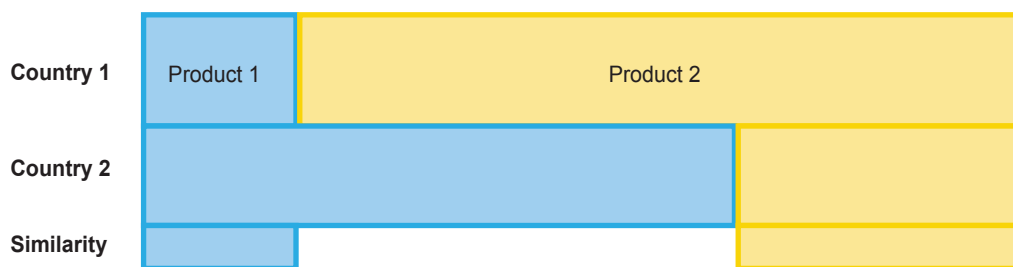 Country 1
Product 1
Product 2
Country 2
Similarity